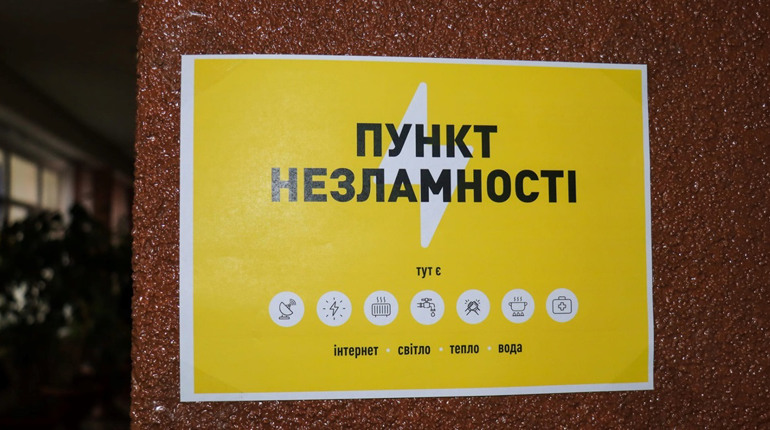 ПУНКТ
НЕЗЛАМНОСТІ
тут є
інтернет • світло • тепло • вода